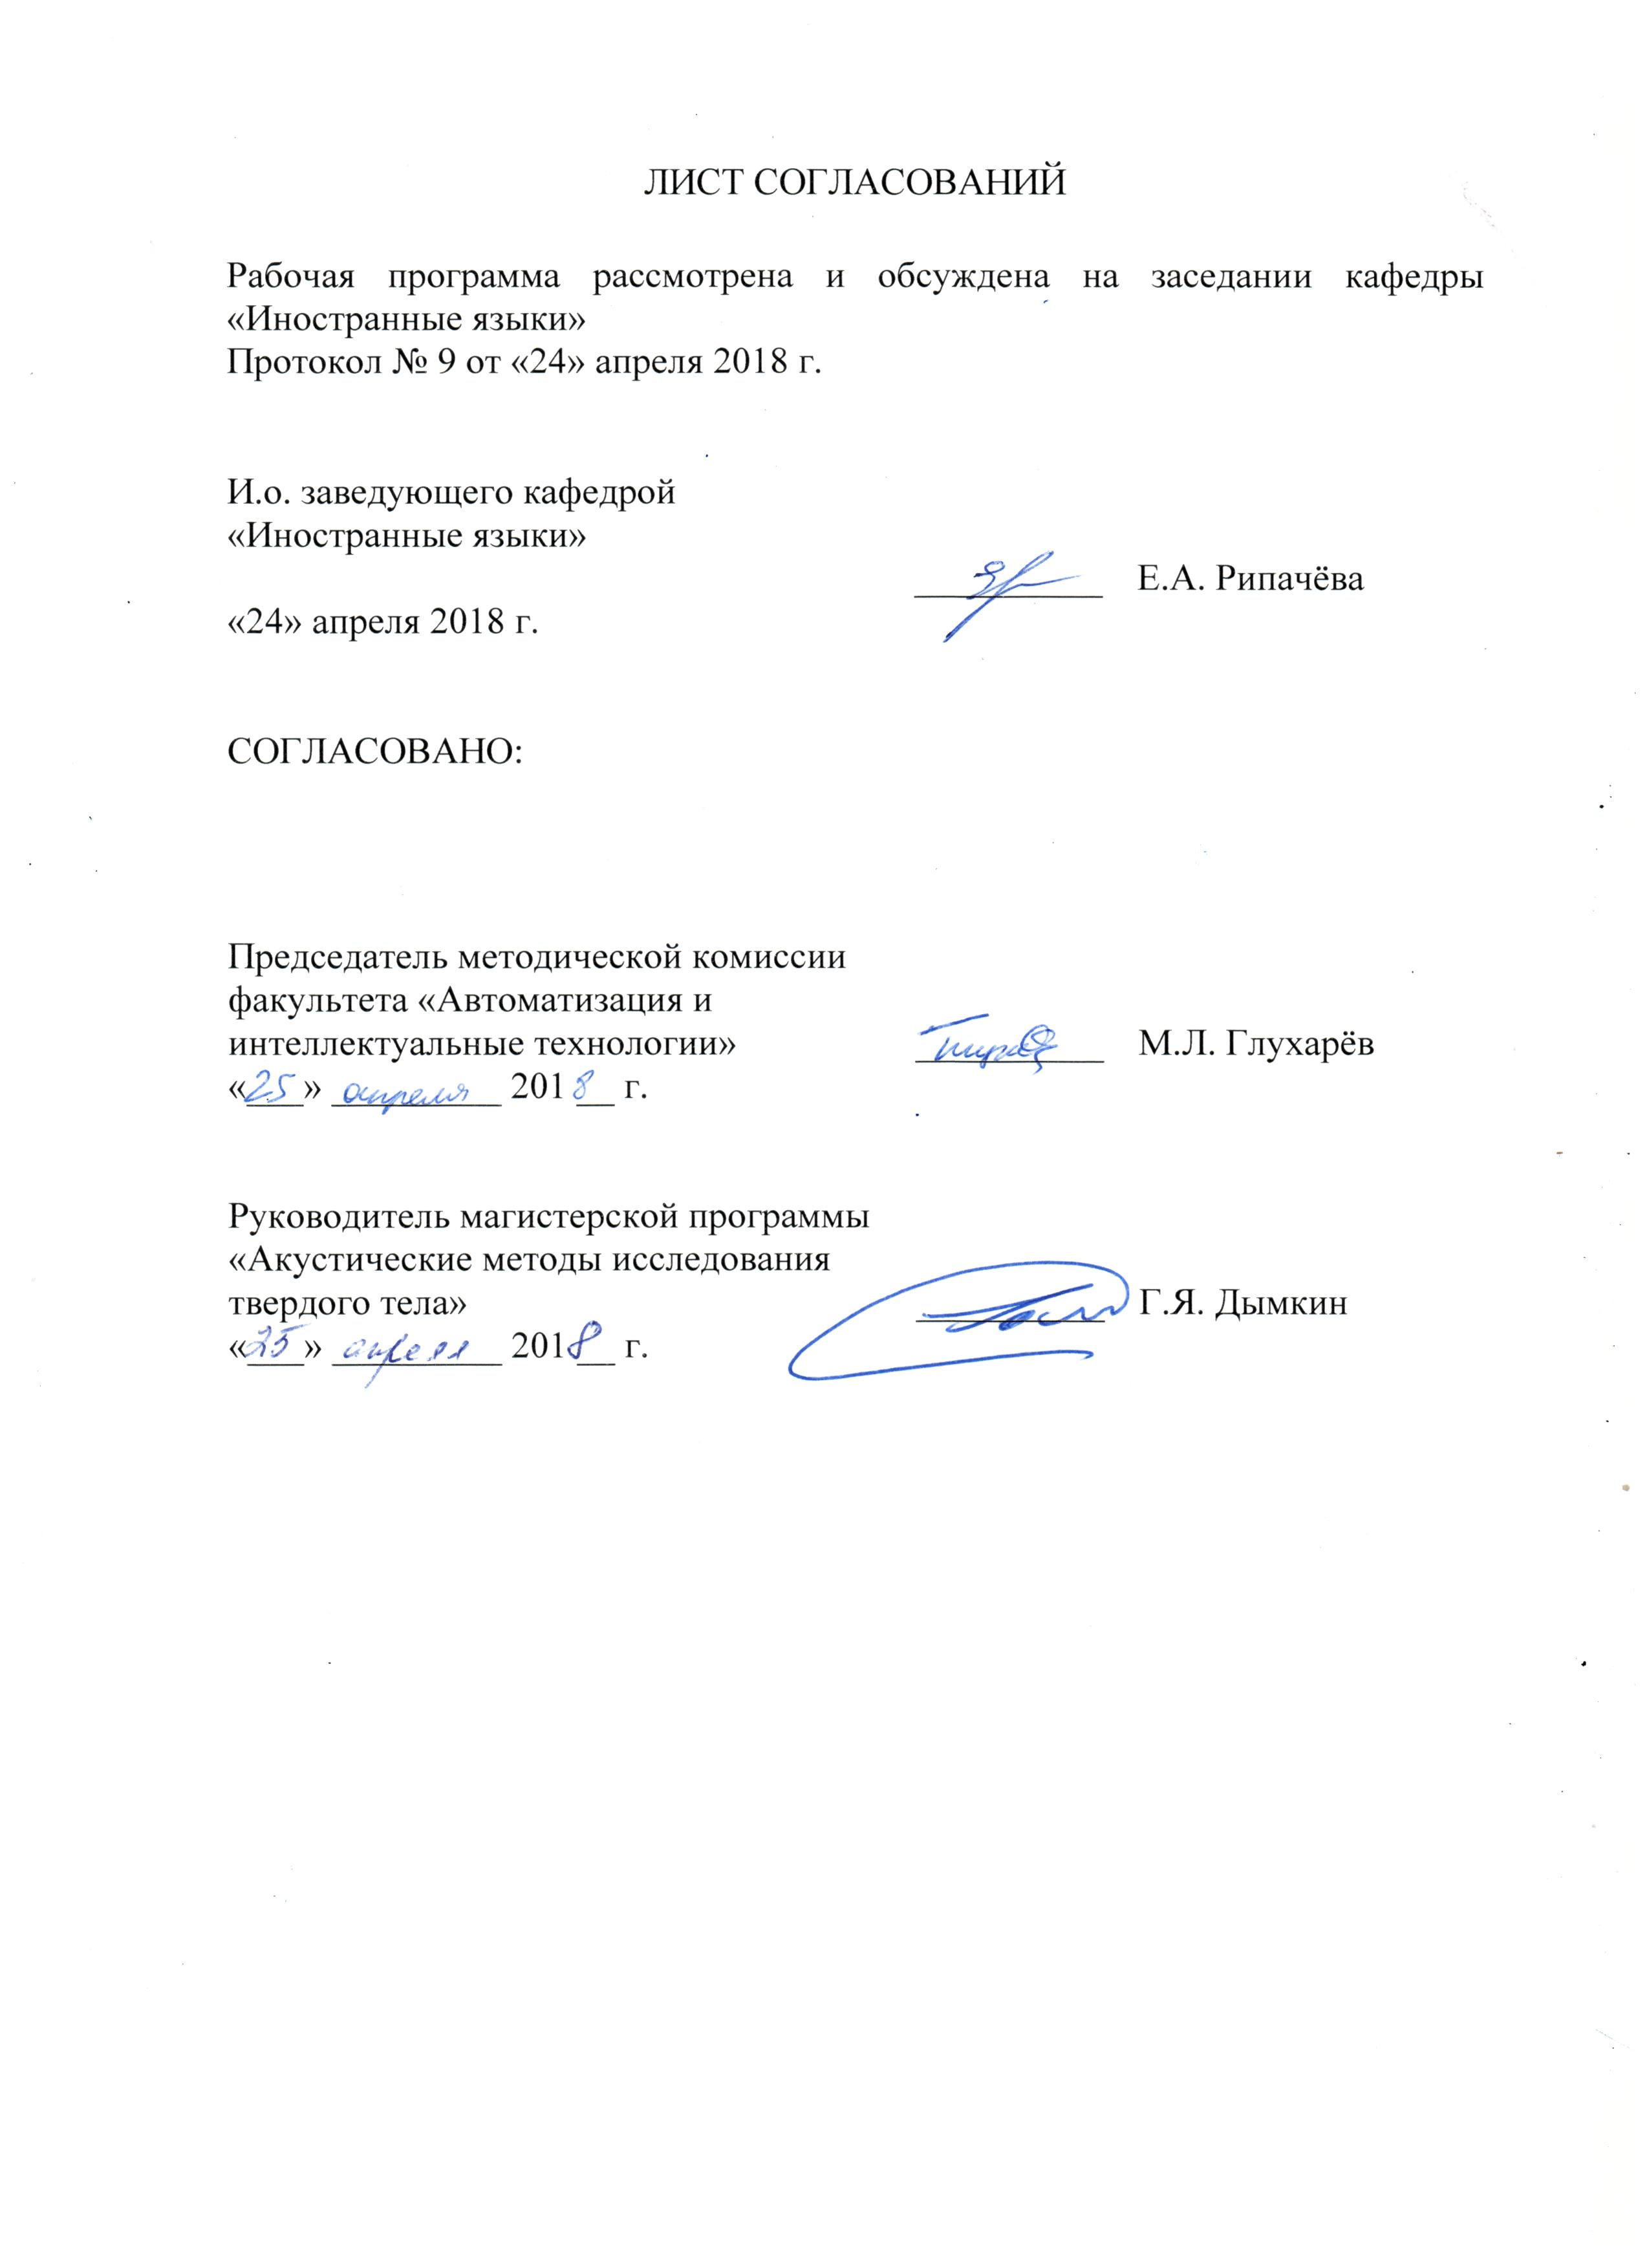 ЛИСТ СОГЛАСОВАНИЙ
Рабочая программа рассмотрена и обсуждена на заседании кафедры
«Иностранные языки»
Протокол № 9 от «24» апреля 2018 г.
И.о. заведующего кафедрой
«Иностранные языки»
Е.А. Рипачёва
«24» апреля 2018 г.
СОГЛАСОВАНО:
Председатель методической комиссии
факультета «Автоматизация и
интеллектуальные технологии» М.Л. Глухарёв
«25» апреля 2018 г.
Руководитель магистерской программы
«Акустические методы исследования
твердого тела» Г.Я. Дымкин
«25» апреля 2018 г.